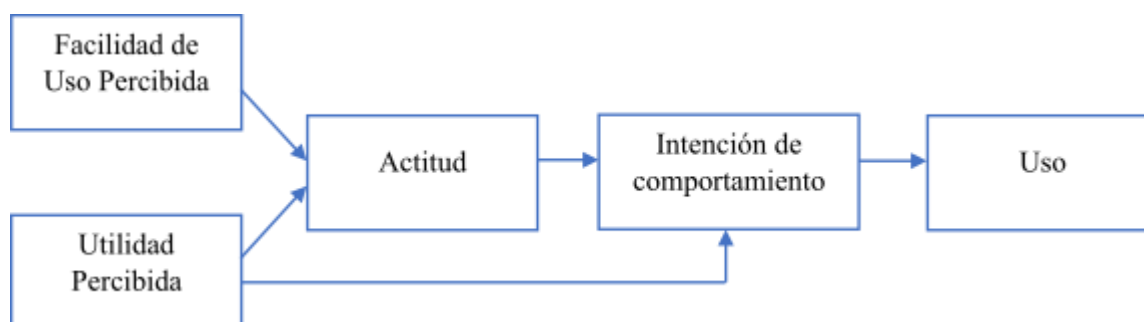 Facilidad de
Uso Percibida
Actitud
Intención de
comportamiento
Uso
Utilidad
Percibida